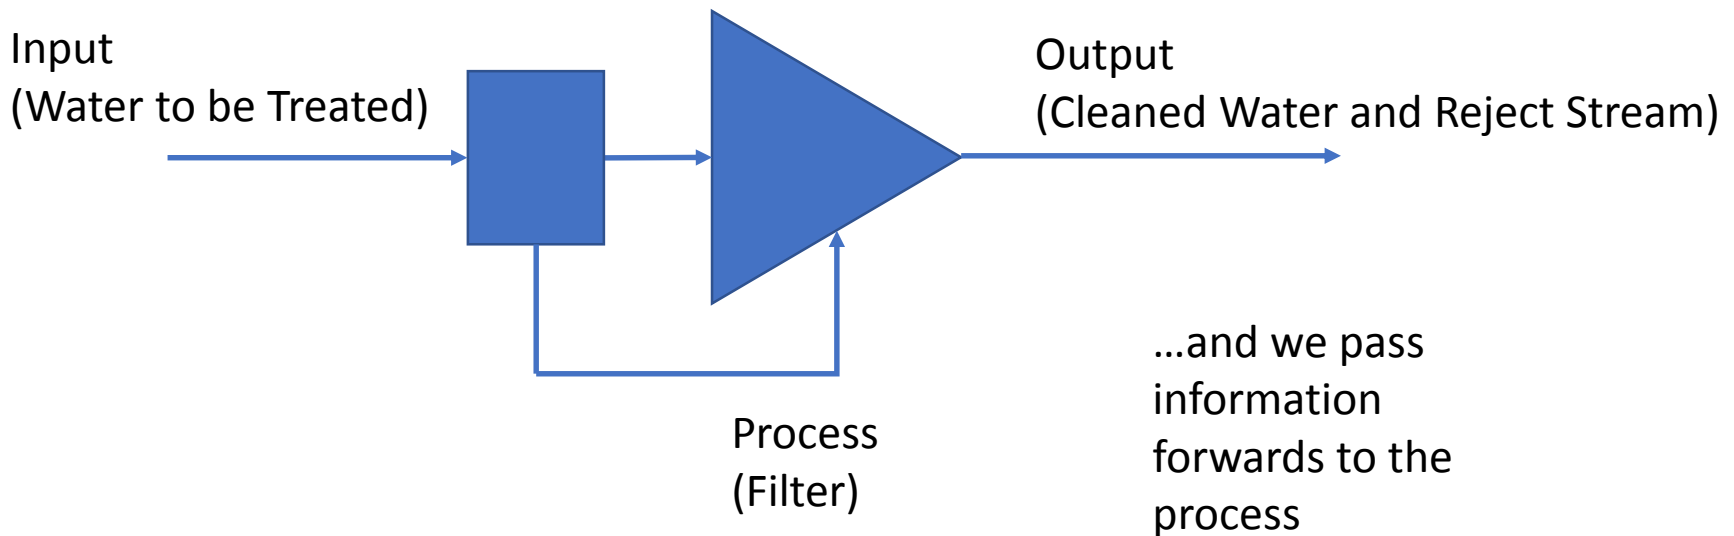 Input
(Water to be Treated)
Output
(Cleaned Water and Reject Stream)
Process
(Filter)
…and we pass
information
forwards to the
process